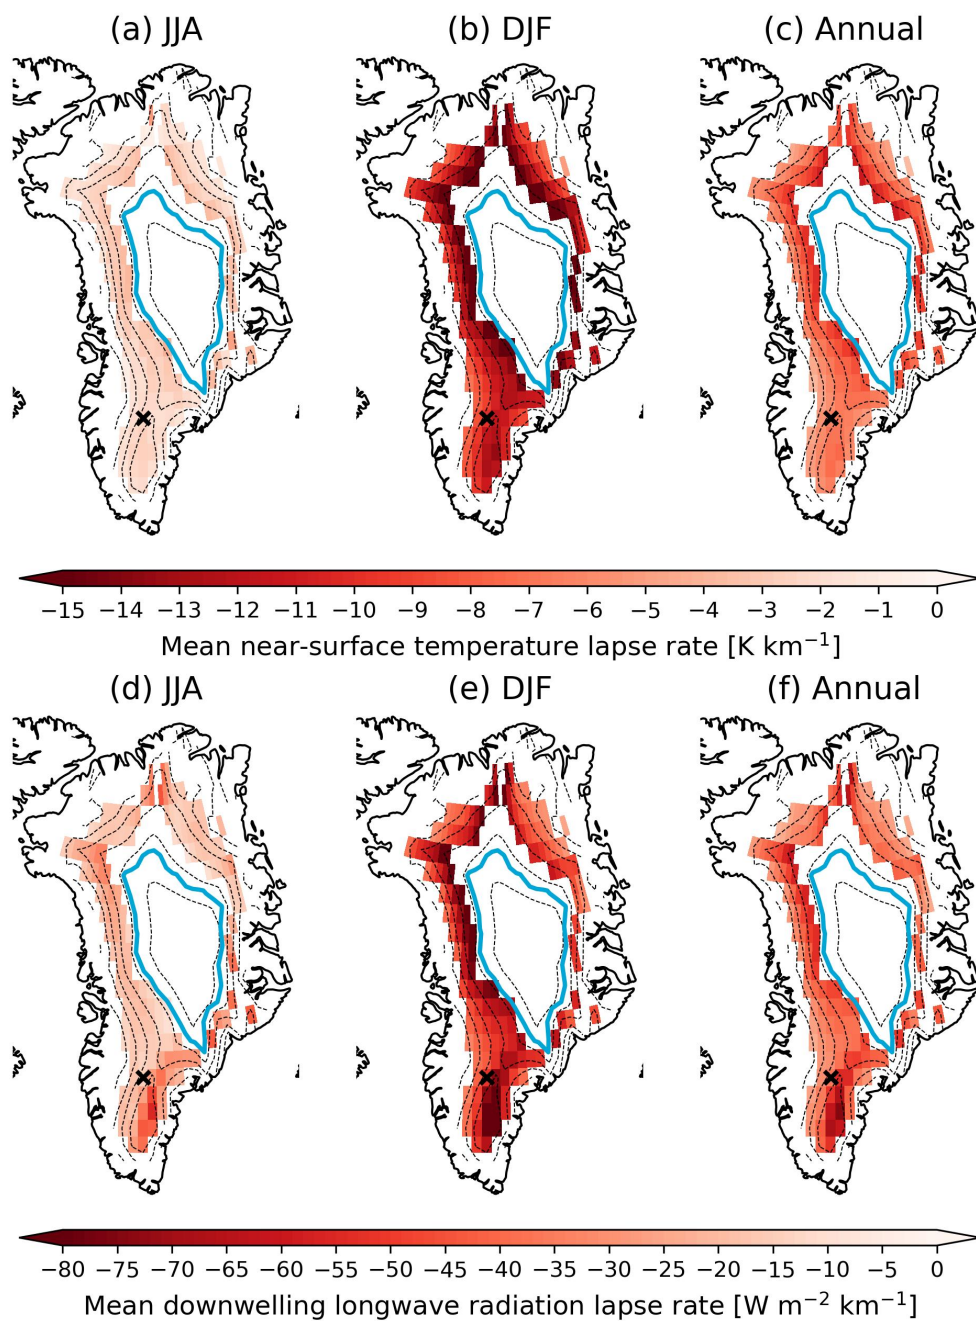 (a) JJA (b) DJF (c) Annual
−15 −14 −13 −12 −11 −10 −9 −8 −7 −6 −5 −4 −3 −2 −1 0
Mean near-surface temperature lapse rate [K km⁻¹]
(d) JJA (e) DJF (f) Annual
−80 −75 −70 −65 −60 −55 −50 −45 −40 −35 −30 −25 −20 −15 −10 −5 0
Mean downwelling longwave radiation lapse rate [W m⁻² km⁻¹]